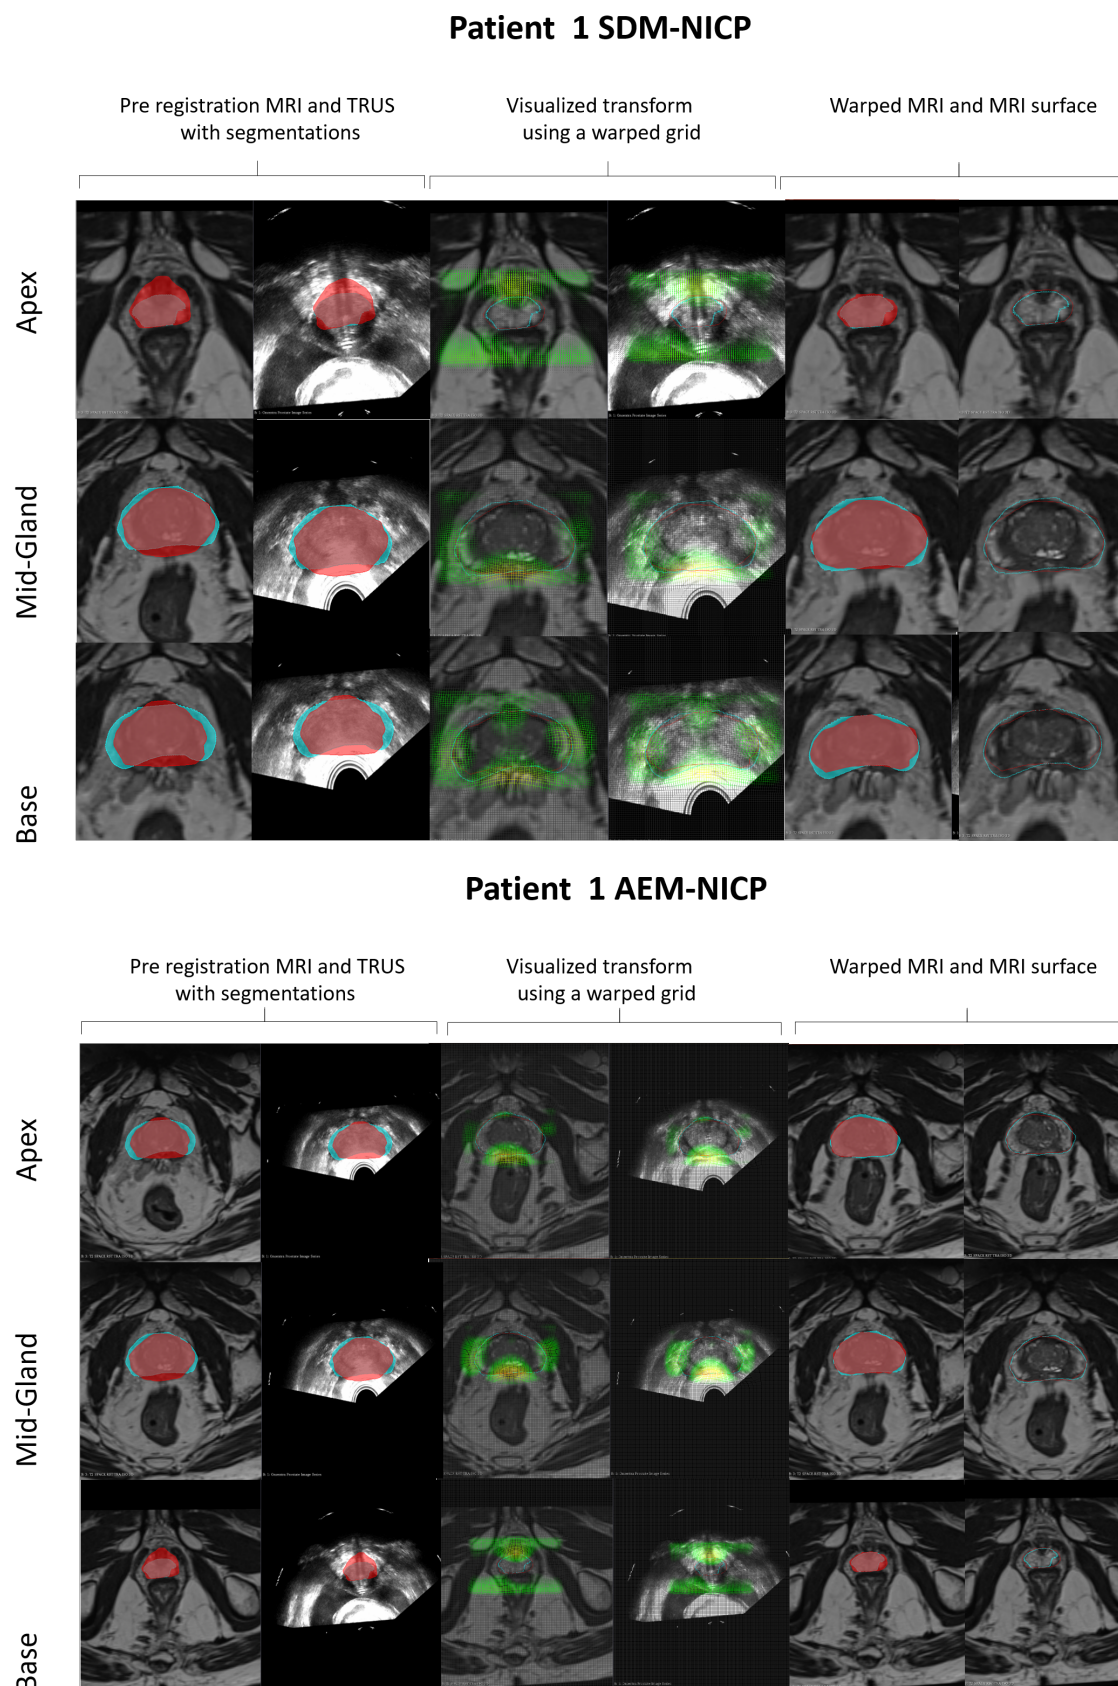 Patient 1 SDM-NICP
Pre registration MRI and TRUS
with segmentations
Visualized transform
using a warped grid
Warped MRI and MRI surface
Apex
Mid-Gland
Base
Patient 1 AEM-NICP
Pre registration MRI and TRUS
with segmentations
Visualized transform
using a warped grid
Warped MRI and MRI surface
Apex
Mid-Gland
Base